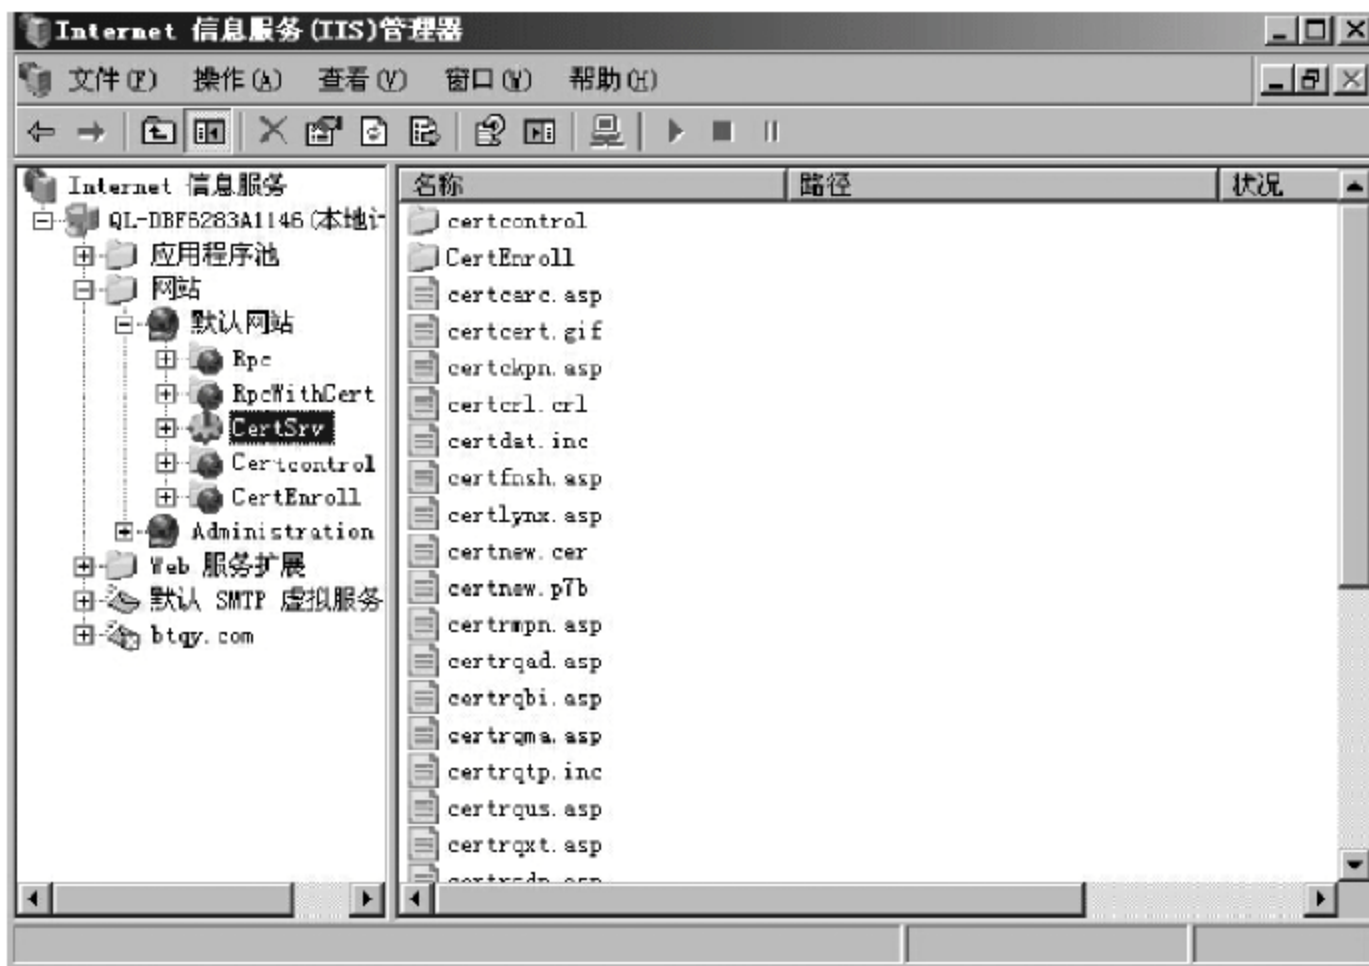 Internet 信息服务(IIS)管理器
文件(F) 操作(A) 查看(V) 窗口(W) 帮助(H)
Internet 信息服务
QL-DBF6283A1146(本地计
应用程序池
网站
默认网站
Rpc
RpcWithCert
CertSrv
Certcontrol
CertEnroll
Administration
Web 服务扩展
默认 SMTP 虚拟服务
btqy.com
名称 路径 状况
certcontrol
CertEnroll
certcarc.asp
certcert.gif
certckpn.asp
certcrl.crl
certdat.inc
certfnsh.asp
certlynx.asp
certnew.cer
certnew.p7b
certrmpn.asp
certrqad.asp
certrqbi.asp
certrqma.asp
certrqtp.inc
certrqus.asp
certrqxt.asp